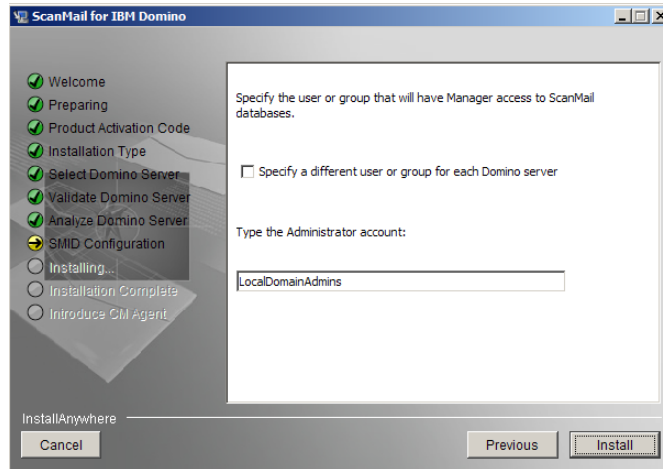 ScanMail for IBM Domino
Welcome
Preparing
Product Activation Code
Installation Type
Select Domino Server
Validate Domino Server
Analyze Domino Server
SMID Configuration
Installing...
Installation Complete
Introduce CM Agent
Specify the user or group that will have Manager access to ScanMail
databases.
Specify a different user or group for each Domino server
Type the Administrator account:
LocalDomainAdmins
InstallAnywhere
Cancel
Previous
Install